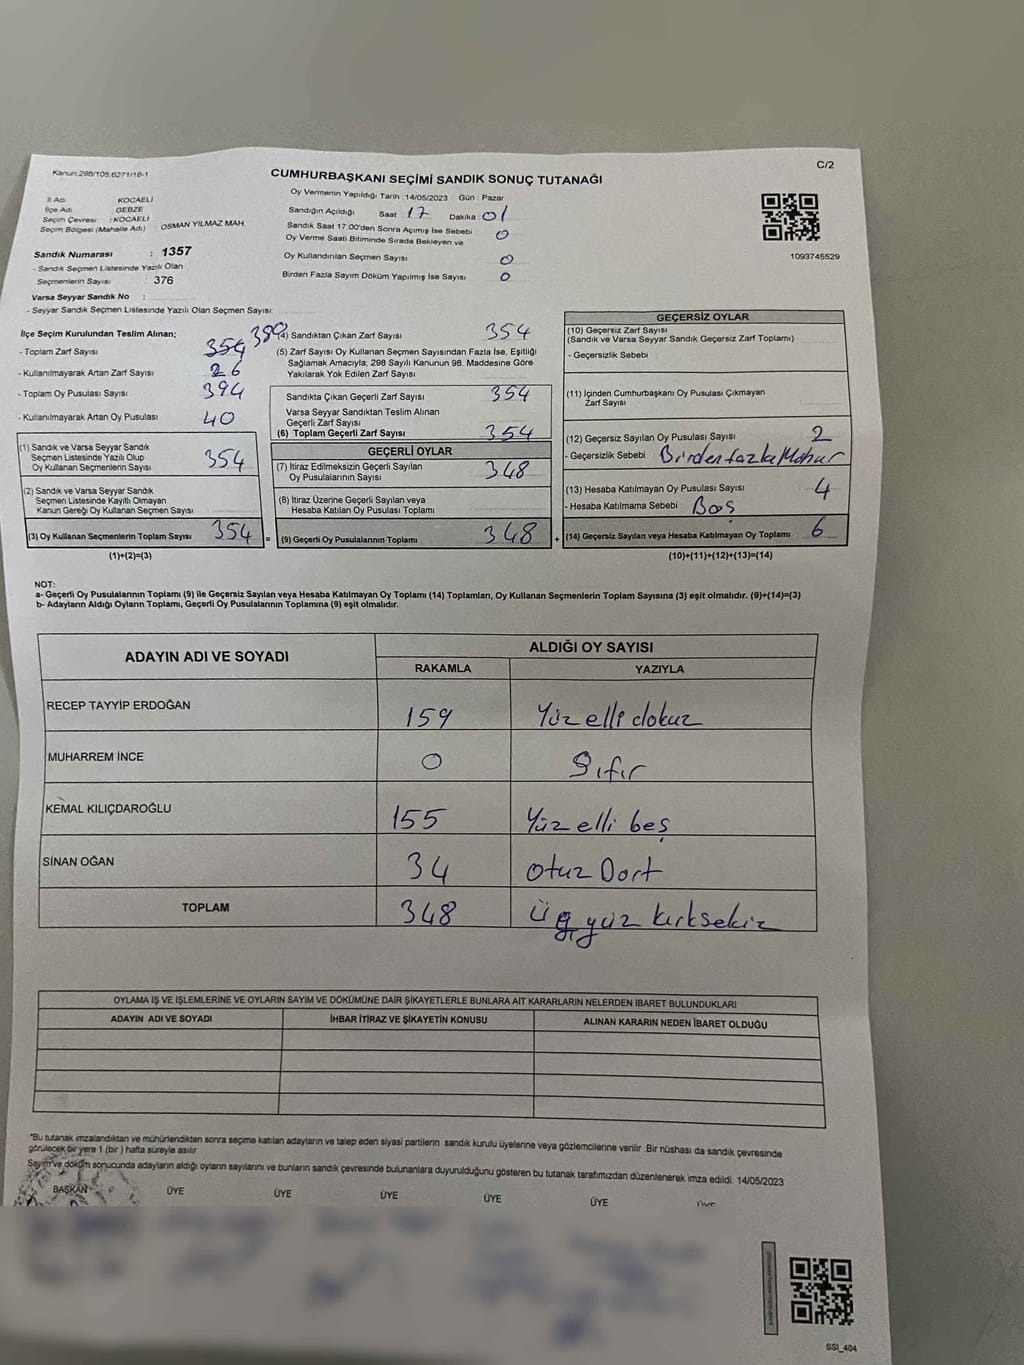 Kanun:298/105,6271/18-1
CUMHURBAŞKANI SEÇİMİ SANDIK SONUÇ TUTANAĞI
C/2
İl Adı : KOCAELİ
İlçe Adı : GEBZE
Seçim Çevresi : KOCAELİ
Seçim Bölgesi (Mahalle Adı) OSMAN YILMAZ MAH.
Sandık Numarası : 1357
- Sandık Seçmen Listesinde Yazılı Olan
Seçmenlerin Sayısı : 376
Varsa Seyyar Sandık No :
- Seyyar Sandık Seçmen Listesinde Yazılı Olan Seçmen Sayısı:
Oy Vermenin Yapıldığı Tarih :14/05/2023 Gün : Pazar
Sandığın Açıldığı Saat 17 Dakika : 01
Sandık Saat 17:00'den Sonra Açımış İse Sebebi 0
Oy Verme Saati Bitiminde Sırada Bekleyen ve
Oy Kullandırılan Seçmen Sayısı 0
Birden Fazla Sayım Döküm Yapılmış İse Sayısı 0
1093745529
İlçe Seçim Kurulundan Teslim Alınan;
- Toplam Zarf Sayısı 354 380
- Kullanılmayarak Artan Zarf Sayısı 26
- Toplam Oy Pusulası Sayısı 394
- Kullanılmayarak Artan Oy Pusulası 40
(1) Sandık ve Varsa Seyyar Sandık
Seçmen Listesinde Yazılı Olup
Oy Kullanan Seçmenlerin Sayısı 354
(2) Sandık ve Varsa Seyyar Sandık
Seçmen Listesinde Kayıtlı Olmayan
Kanun Gereği Oy Kullanan Seçmen Sayısı
(3) Oy Kullanan Seçmenlerin Toplam Sayısı 354 =
(1)+(2)=(3)
(4) Sandıktan Çıkan Zarf Sayısı 354
(5) Zarf Sayısı Oy Kullanan Seçmen Sayısından Fazla İse, Eşitliği
Sağlamak Amacıyla, 298 Sayılı Kanunun 98. Maddesine Göre
Yakılarak Yok Edilen Zarf Sayısı
Sandıkta Çıkan Geçerli Zarf Sayısı 354
Varsa Seyyar Sandıktan Teslim Alınan
Geçerli Zarf Sayısı
(6) Toplam Geçerli Zarf Sayısı 354
GEÇERLİ OYLAR
(7) İtiraz Edilmeksizin Geçerli Sayılan
Oy Pusulalarının Sayısı 348
(8) İtiraz Üzerine Geçerli Sayılan veya
Hesaba Katılan Oy Pusulası Toplamı
(9) Geçerli Oy Pusulalarının Toplamı 348 +
GEÇERSİZ OYLAR
(10) Geçersiz Zarf Sayısı
(Sandık ve Varsa Seyyar Sandık Geçersiz Zarf Toplamı)
- Geçersizlik Sebebi
(11) İçinden Cumhurbaşkanı Oy Pusulası Çıkmayan
Zarf Sayısı
(12) Geçersiz Sayılan Oy Pusulası Sayısı 2
- Geçersizlik Sebebi Birden fazla Mühür
(13) Hesaba Katılmayan Oy Pusulası Sayısı 4
- Hesaba Katılmama Sebebi : Boş
(14) Geçersiz Sayılan veya Hesaba Katılmayan Oy Toplamı 6
(10)+(11)+(12)+(13)=(14)
NOT:
a- Geçerli Oy Pusulalarının Toplamı (9) ile Geçersiz Sayılan veya Hesaba Katılmayan Oy Toplamı (14) Toplamları, Oy Kullanan Seçmenlerin Toplam Sayısına (3) eşit olmalıdır. (9)+(14)=(3)
b- Adayların Aldığı Oyların Toplamı, Geçerli Oy Pusulalarının Toplamına (9) eşit olmalıdır.
ADAYIN ADI VE SOYADI ALDIĞI OY SAYISI
RAKAMLA YAZIYLA
RECEP TAYYİP ERDOĞAN 159 Yüz elli dokuz
MUHARREM İNCE 0 Sıfır
KEMAL KILIÇDAROĞLU 155 Yüz elli beş
SİNAN OĞAN 34 Otuz Dört
TOPLAM 348 Üç yüz kırksekiz
OYLAMA İŞ VE İŞLEMLERİNE VE OYLARIN SAYIM VE DÖKÜMÜNE DAİR ŞİKAYETLERLE BUNLARA AİT KARARLARIN NELERDEN İBARET BULUNDUKLARI
ADAYIN ADI VE SOYADI İHBAR İTİRAZ VE ŞİKAYETİN KONUSU ALINAN KARARIN NEDEN İBARET OLDUĞU
*Bu tutanak imzalandıktan ve mühürlendikten sonra seçime katılan adayların ve talep eden siyasi partilerin sandık kurulu üyelerine veya gözlemcilerine verilir .Bir nüshası da sandık çevresinde
görülecek bir yere 1 (bir ) hafta süreyle asılır
Sayım ve döküm sonucunda adayların aldığı oyların sayılarını ve bunların sandık çevresinde bulunanlara duyurulduğunu gösteren bu tutanak tarafımızdan düzenlenerek imza edildi. 14/05/2023
BAŞKAN ÜYE ÜYE ÜYE ÜYE ÜYE ÜYE
SSI_404